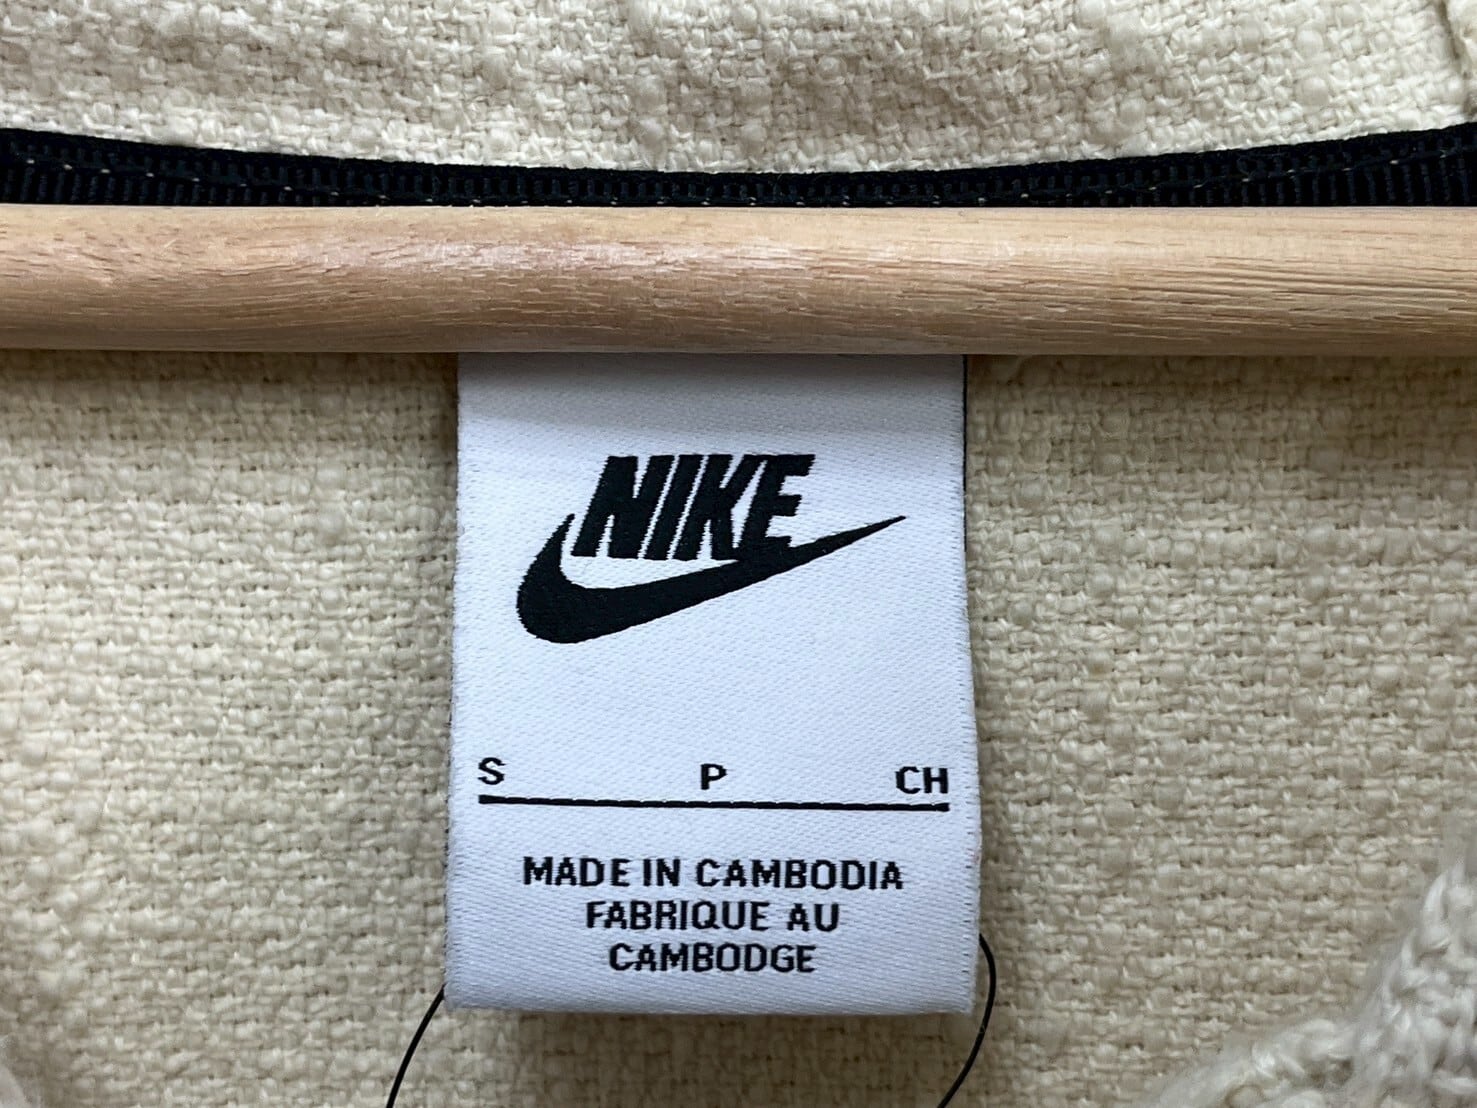 NIKE
S P CH
MADE IN CAMBODIA
FABRIQUE AU
CAMBODGE